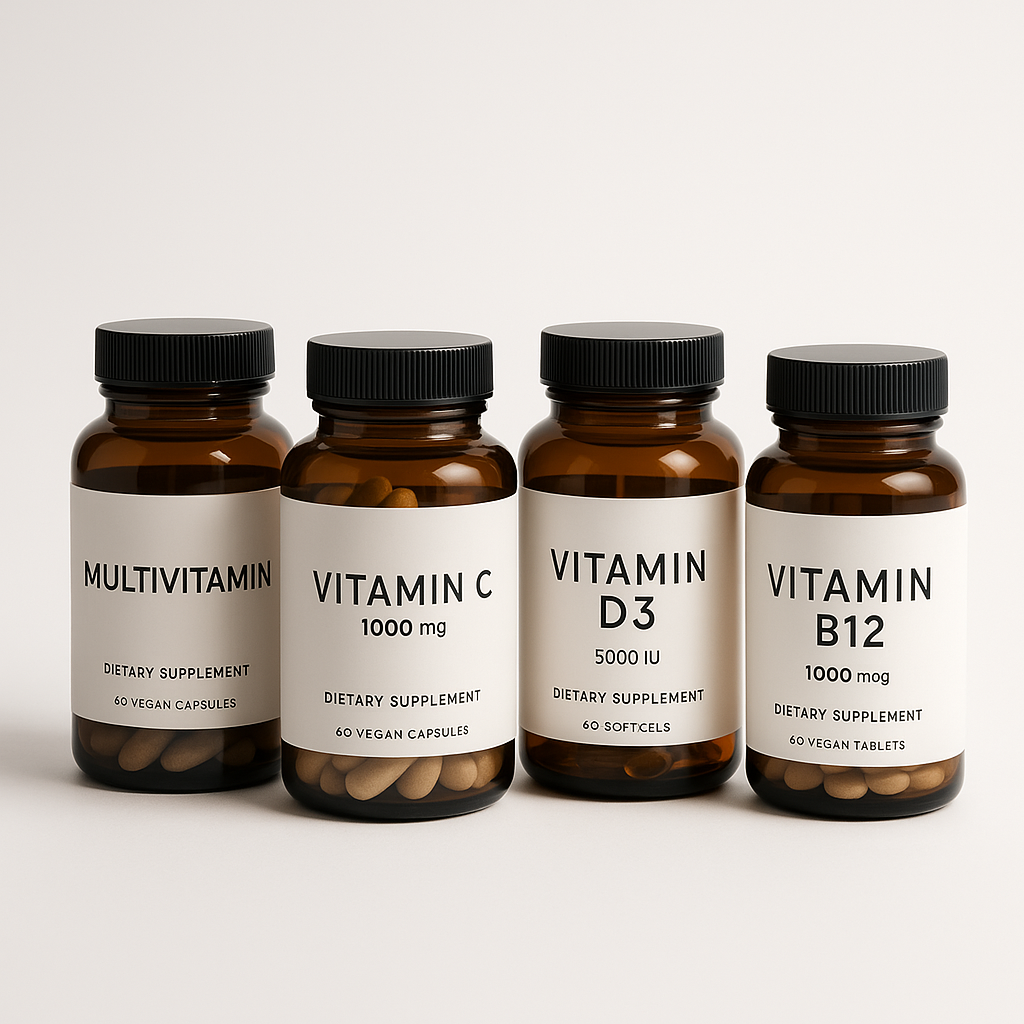 MULTIVITAMIN
DIETARY SUPPLEMENT
60 VEGAN CAPSULES
VITAMIN C
1000 mg
DIETARY SUPPLEMENT
60 VEGAN CAPSULES
VITAMIN
D3
5000 IU
DIETARY SUPPLEMENT
60 SOFTCELS
VITAMIN
B12
1000 mog
DIETARY SUPPLEMENT
60 VEGAN TABLETS